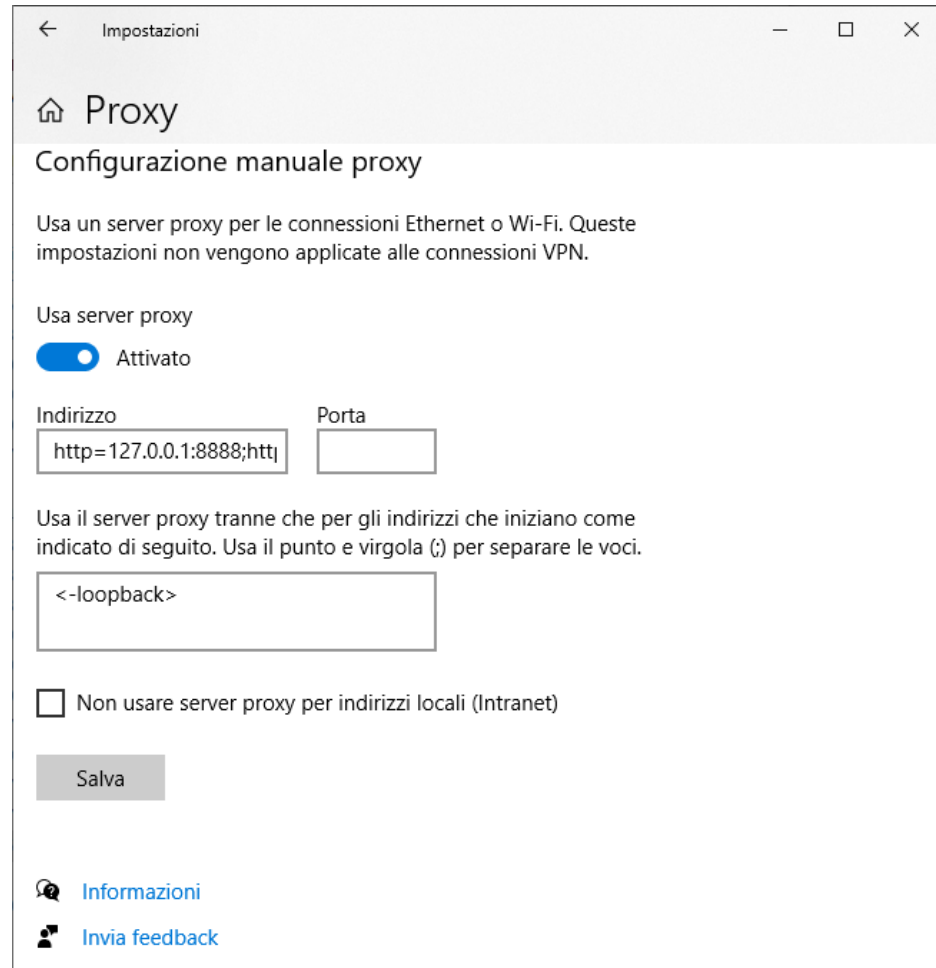 Impostazioni
Proxy
Configurazione manuale proxy
Usa un server proxy per le connessioni Ethernet o Wi-Fi. Queste
impostazioni non vengono applicate alle connessioni VPN.
Usa server proxy
Attivato
Indirizzo Porta
http=127.0.0.1:8888;http
Usa il server proxy tranne che per gli indirizzi che iniziano come
indicato di seguito. Usa il punto e virgola (;) per separare le voci.
<-loopback>
Non usare server proxy per indirizzi locali (Intranet)
Salva
Informazioni
Invia feedback